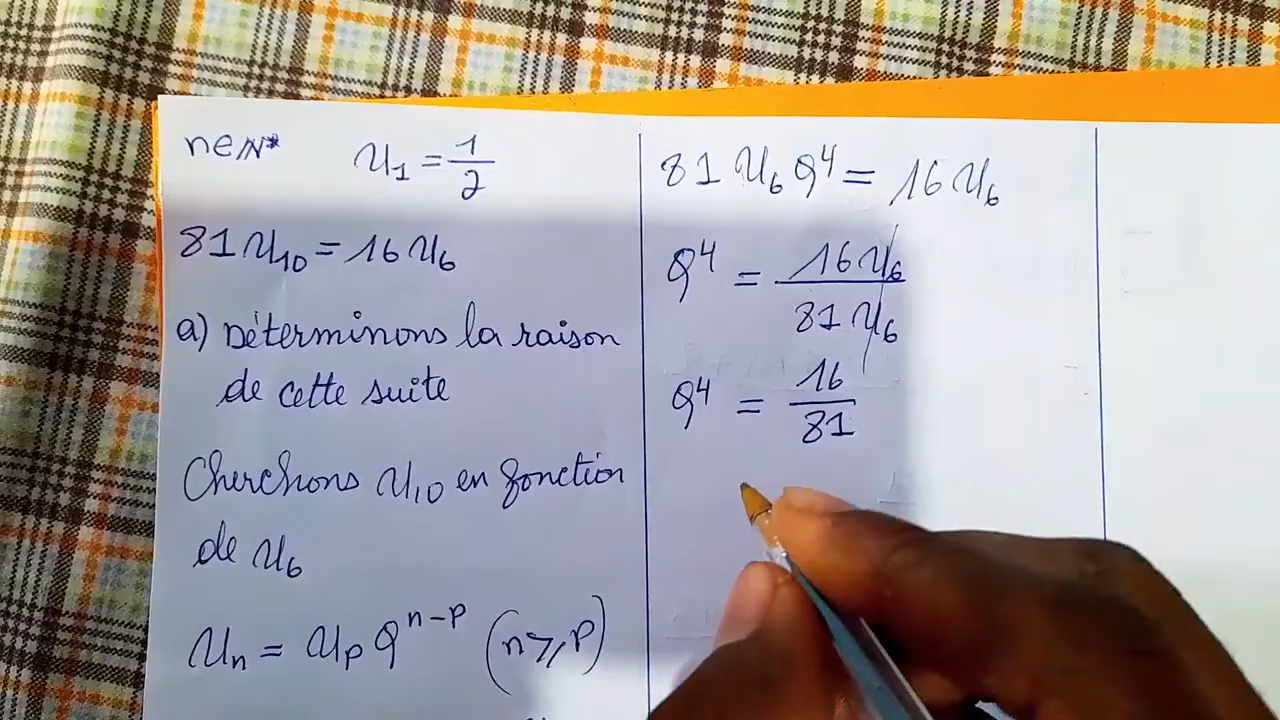 n∈ℕ* U₁ = 1/2
81 U₁₀ = 16 U₆
a) Déterminons la raison
de cette suite
Cherchons U₁₀ en fonction
de U₆
Uₙ = Uₚ q^(n-p) (n ≥ p)
81 U₆ q⁴ = 16 U₆
q⁴ = 16 U₆ / 81 U₆
q⁴ = 16/81